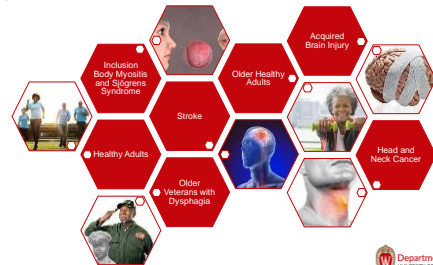 Acquired
Brain Injury
Inclusion
Body Myositis
and Sjögrens
Syndrome
Older Healthy
Adults
Stroke
Healthy Adults
Head and
Neck Cancer
Older
Veterans with
Dysphagia
Departme